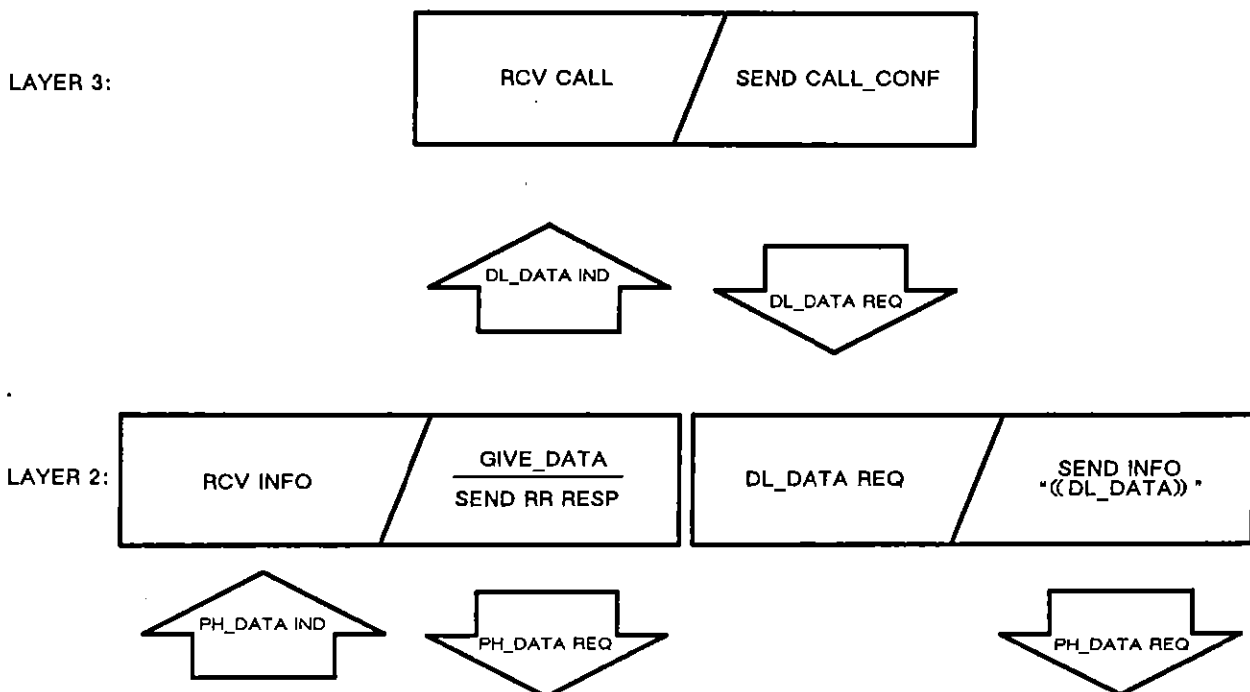 LAYER 3:
RCV CALL
SEND CALL_CONF
DL_DATA IND
DL_DATA REQ
LAYER 2:
RCV INFO
GIVE_DATA
SEND RR RESP
DL_DATA REQ
SEND INFO
"((DL_DATA))"
PH_DATA IND
PH_DATA REQ
PH_DATA REQ